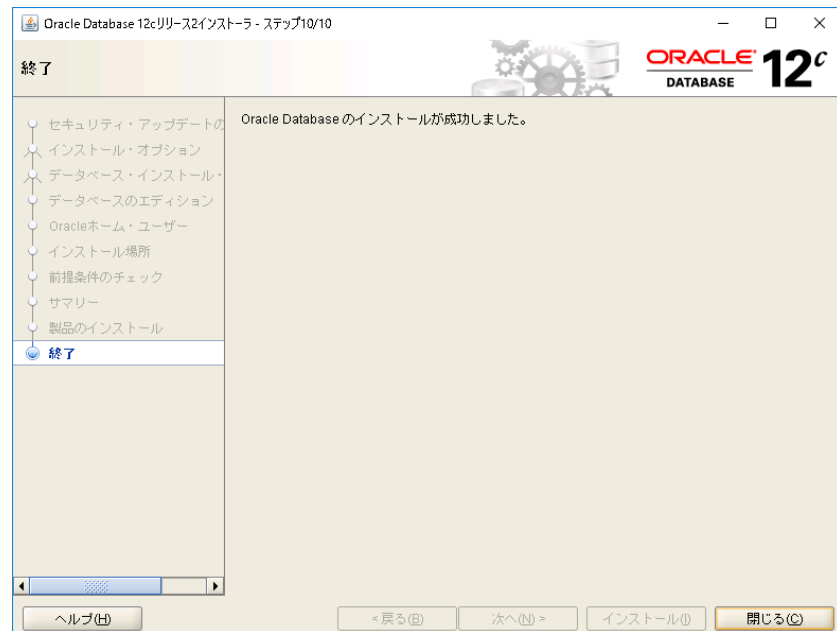 Oracle Database 12cリリース2インストーラ - ステップ10/10
終了
ORACLE
DATABASE
12c
セキュリティ・アップデートの
インストール・オプション
データベース・インストール・
データベースのエディション
Oracleホーム・ユーザー
インストール場所
前提条件のチェック
サマリー
製品のインストール
終了
Oracle Database のインストールが成功しました。
ヘルプ(H)
<戻る(B)
次へ(N) >
インストール(I)
閉じる(C)